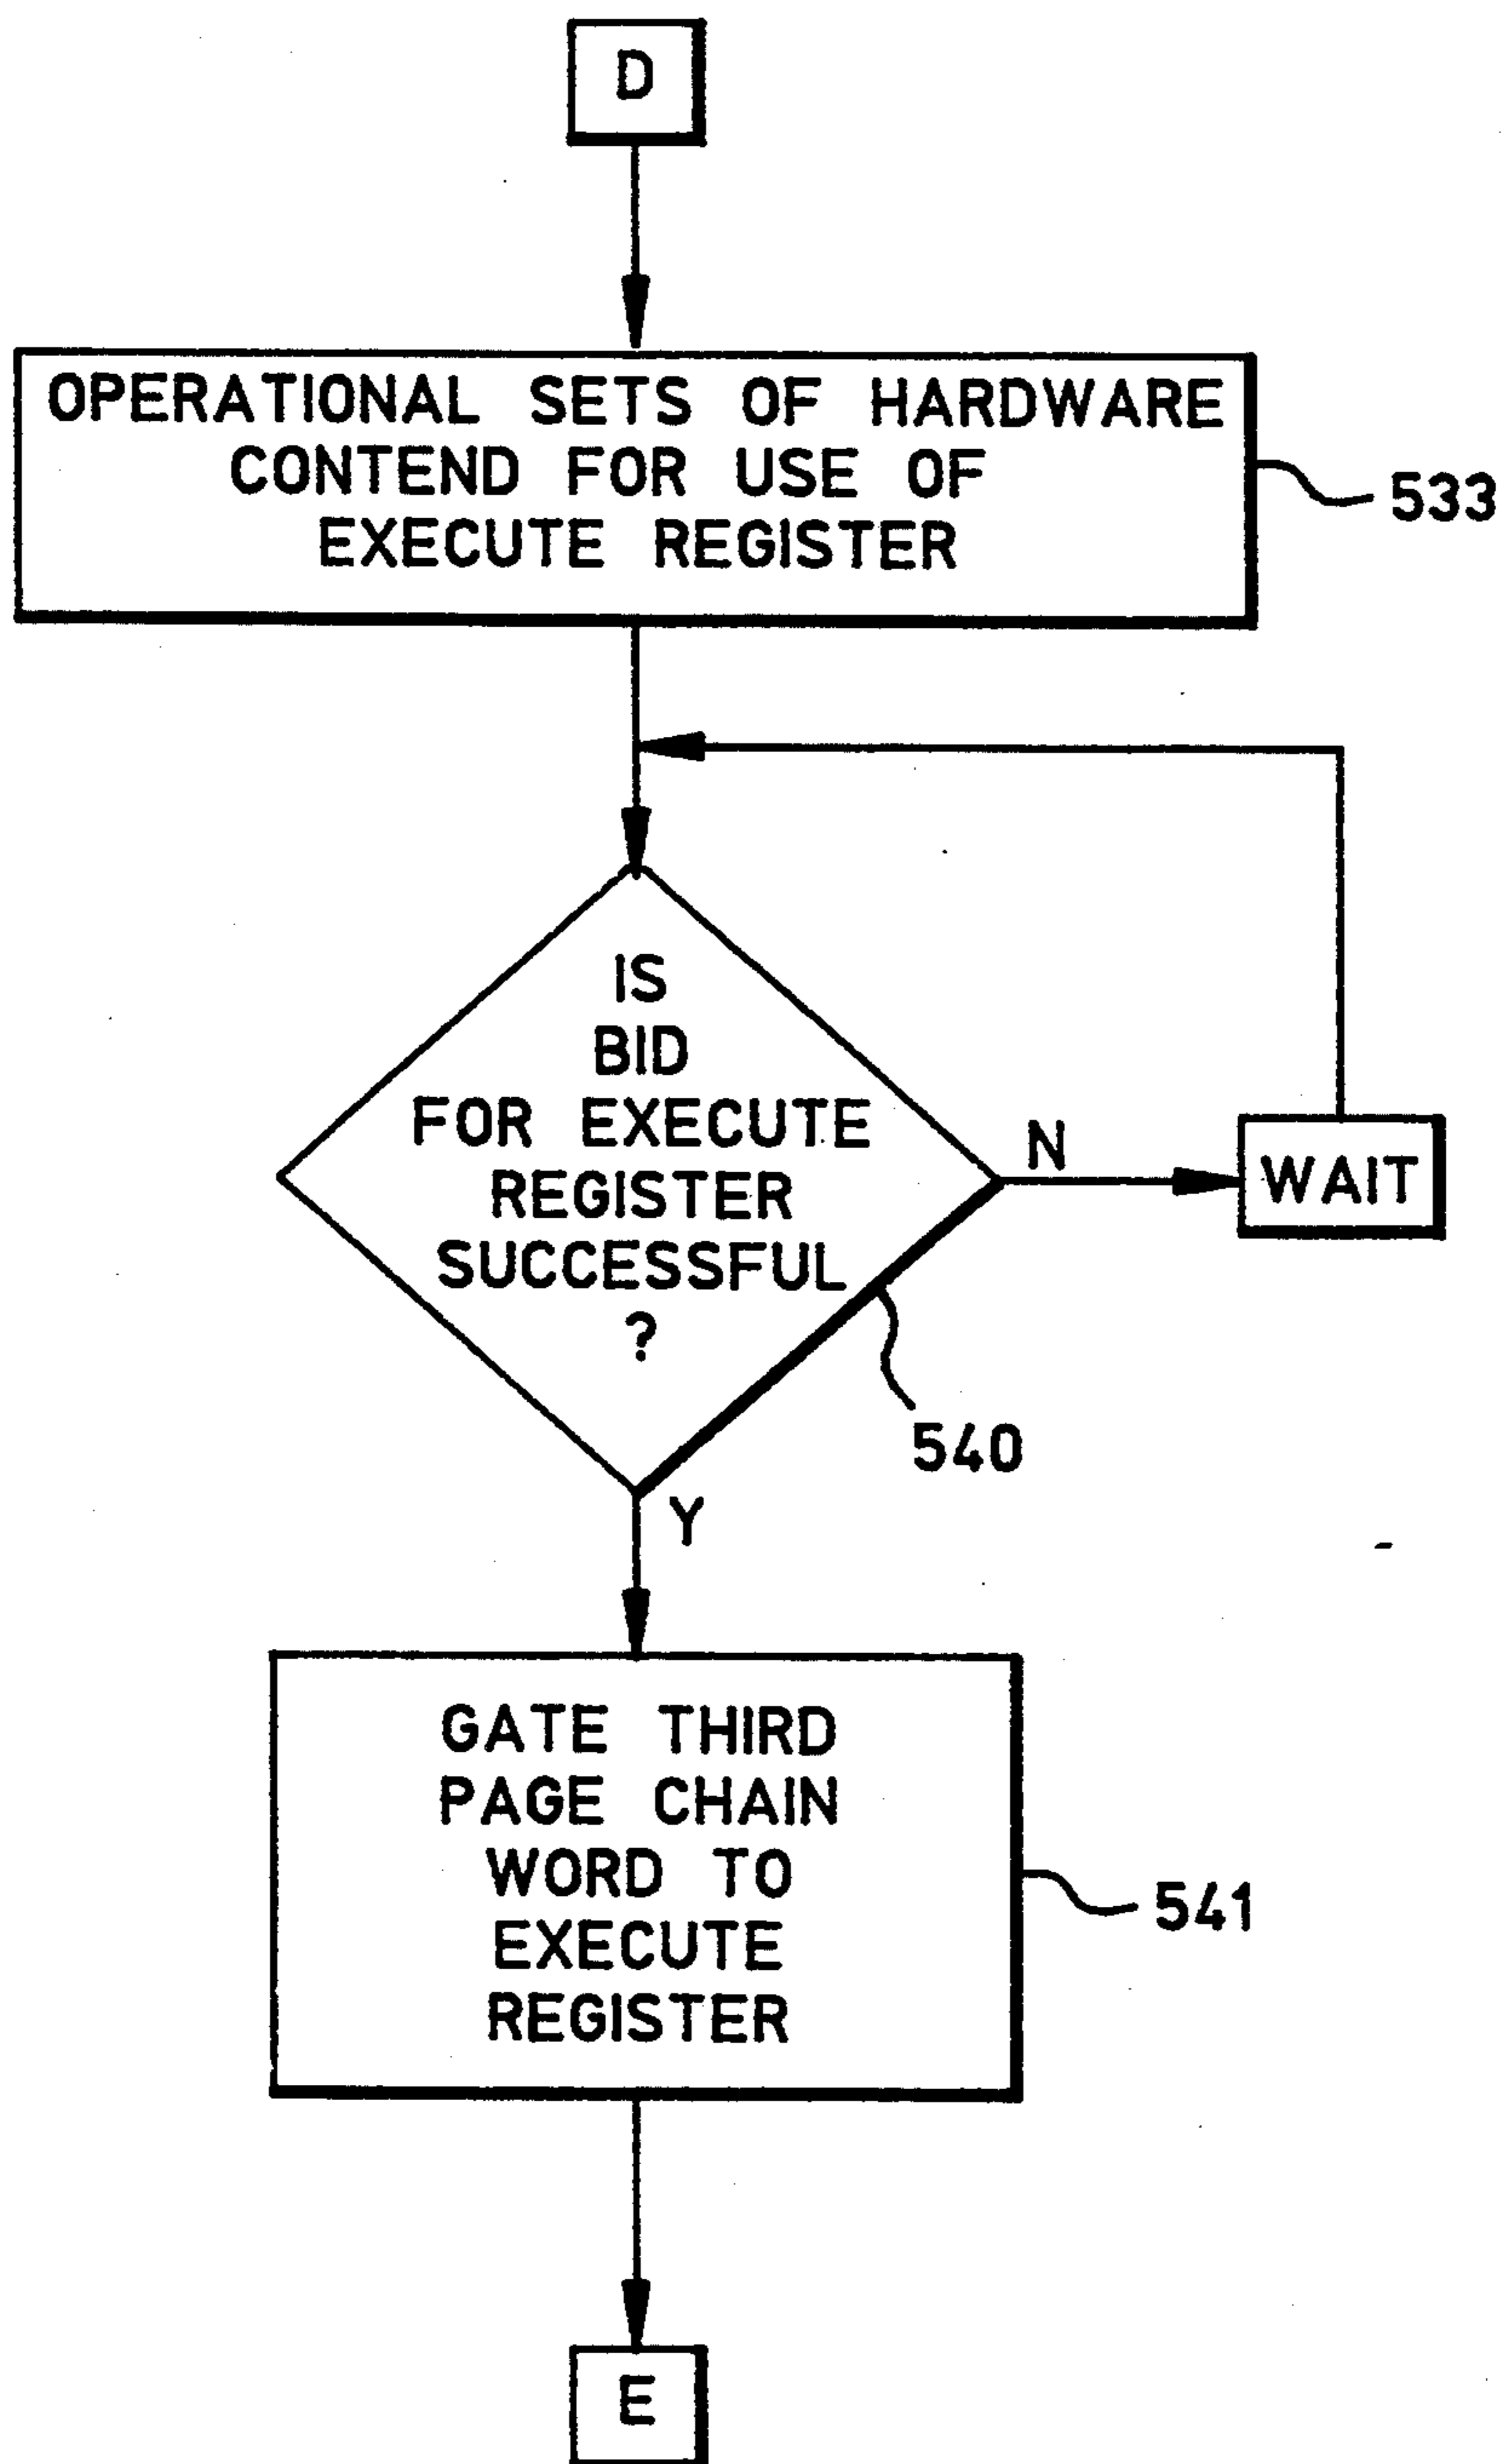 D
OPERATIONAL SETS OF HARDWARE
CONTEND FOR USE OF
EXECUTE REGISTER
533
IS
BID
FOR EXECUTE
REGISTER
SUCCESSFUL
?
N
WAIT
540
Y
GATE THIRD
PAGE CHAIN
WORD TO
EXECUTE
REGISTER
541
E